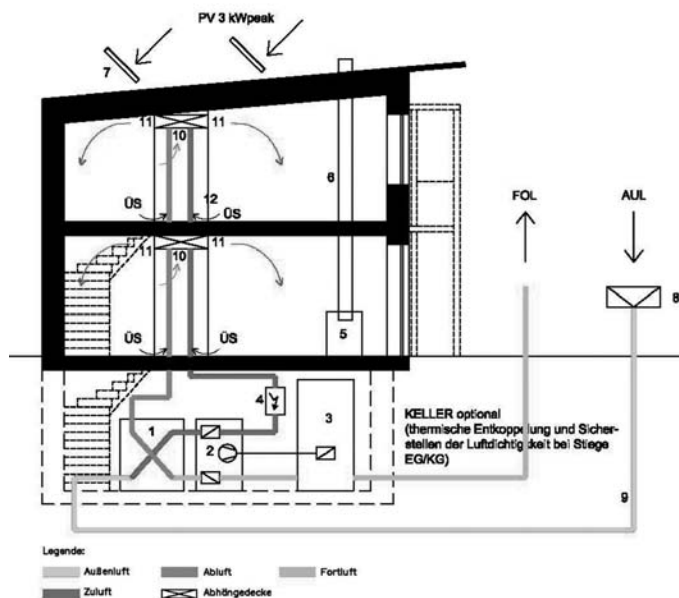 PV 3 kWpeak
7
11
11
10
6
12
ÜS
ÜS
FOL
AUL
11
11
10
8
5
ÜS
ÜS
4
3
1
2
KELLER optional
(thermische Entkoppelung und Sicher-
stellen der Luftdichtigkeit bei Stiege
EG/KG)
9
Legende:
Außenluft
Abluft
Fortluft
Zuluft
Abhängedecke